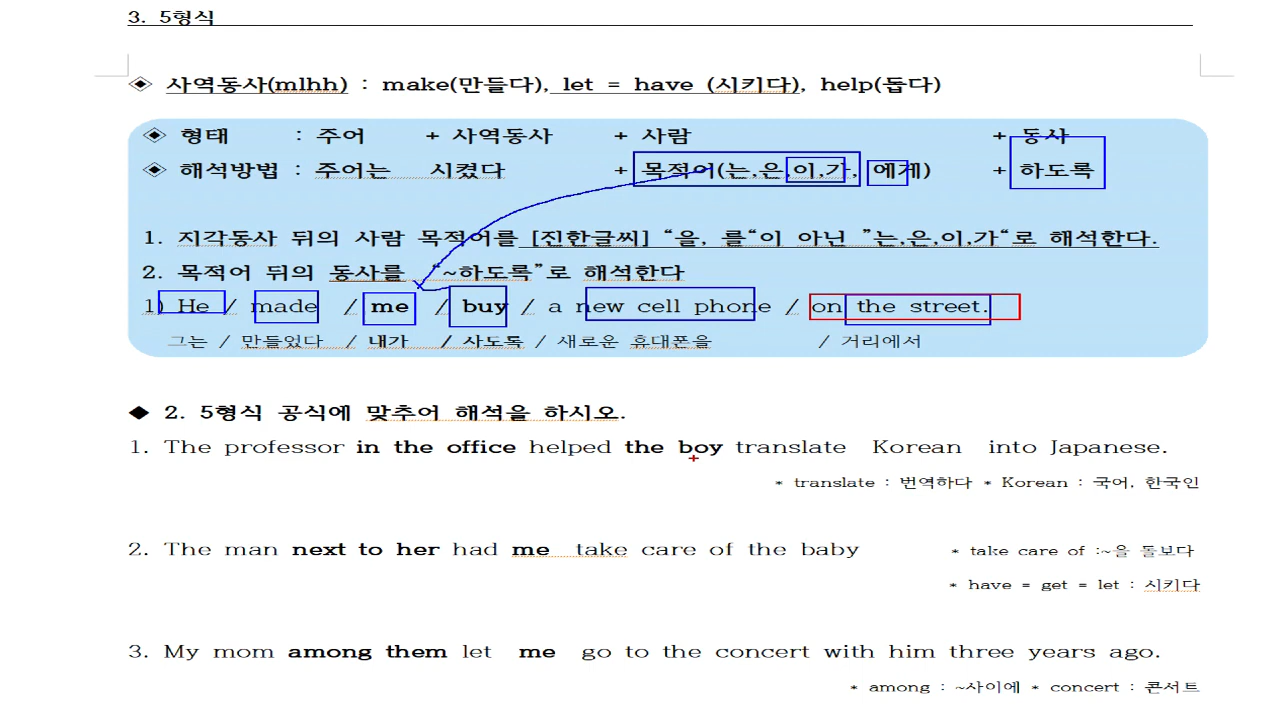 3. 5형식
◈ 사역동사(mlhh) : make(만들다), let = have (시키다), help(돕다)
◈ 형태 : 주어 + 사역동사 + 사람 + 동사
◈ 해석방법 : 주어는 시켰다 + 목적어(는,은,이,가, 에게) + 하도록
1. 지각동사 뒤의 사람 목적어를 [진한글씨] “을, 를“이 아닌 ”는,은,이,가“로 해석한다.
2. 목적어 뒤의 동사를 “~하도록”로 해석한다
1) He / made / me / buy / a new cell phone / on the street.
그는 / 만들었다 / 내가 / 사도록 / 새로운 휴대폰을 / 거리에서
◆ 2. 5형식 공식에 맞추어 해석을 하시오.
1. The professor in the office helped the boy translate Korean into Japanese.
* translate : 번역하다 * Korean : 국어, 한국인
2. The man next to her had me take care of the baby * take care of :~을 돌보다
* have = get = let : 시키다
3. My mom among them let me go to the concert with him three years ago.
* among : ~사이에 * concert : 콘서트